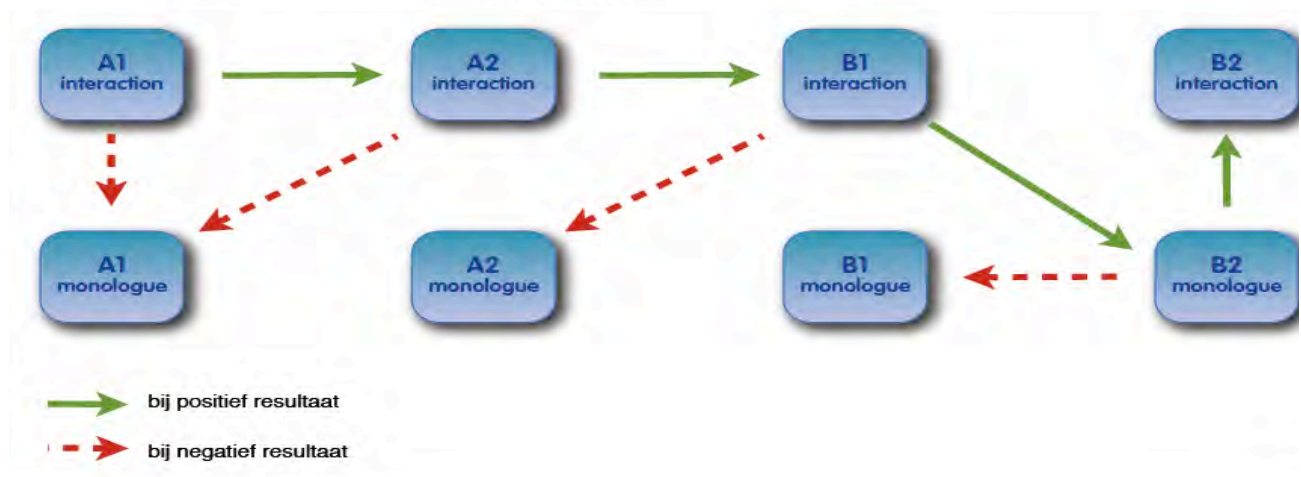 A1
interaction
A2
interaction
B1
interaction
B2
interaction
A1
monologue
A2
monologue
B1
monologue
B2
monologue
bij positief resultaat
bij negatief resultaat